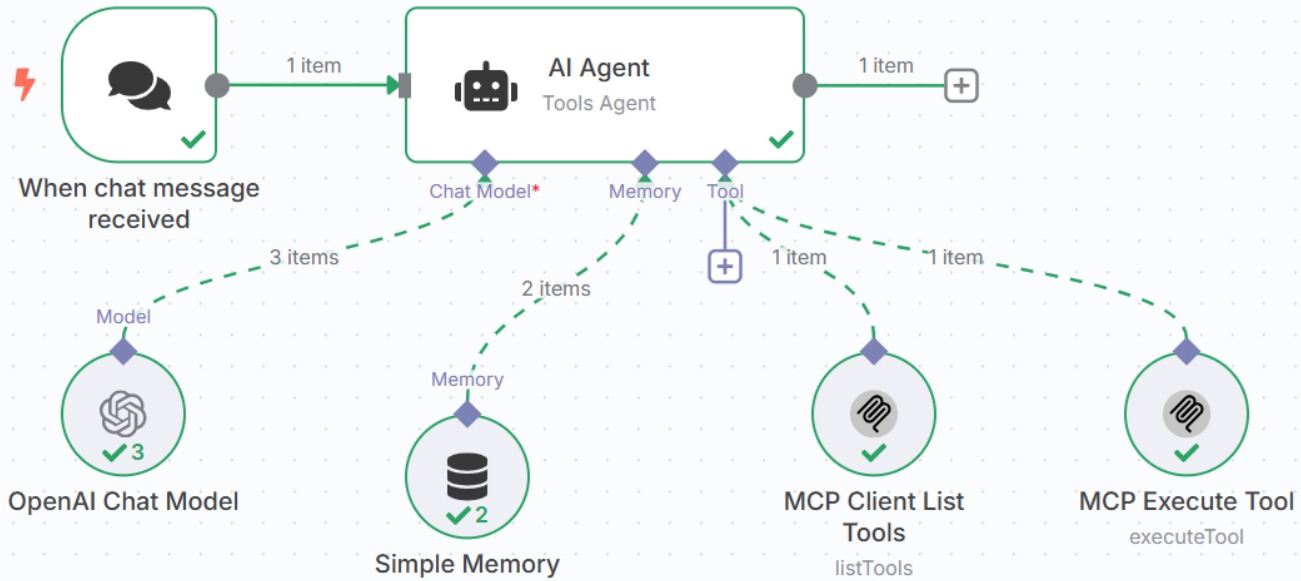 1 item
AI Agent
Tools Agent
1 item
When chat message
received
Chat Model*
Memory
Tool
3 items
2 items
1 item
1 item
Model
Memory
3
OpenAI Chat Model
2
Simple Memory
MCP Client List
Tools
listTools
MCP Execute Tool
executeTool